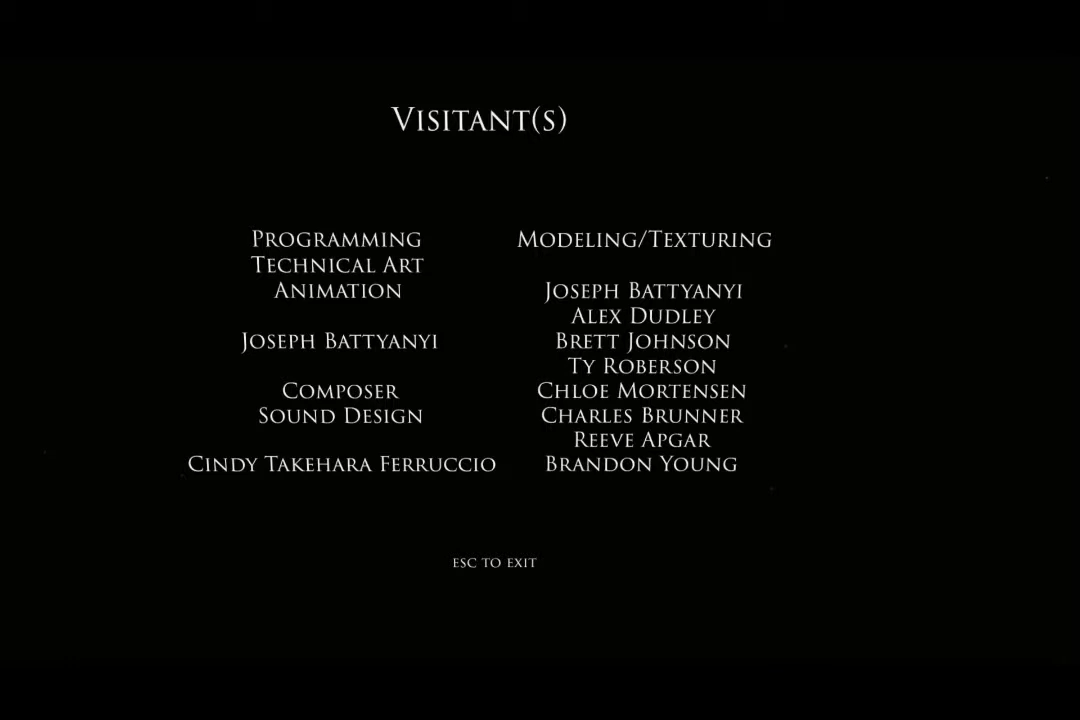 Visitant(s)
Programming
Technical Art
Animation
Joseph Battyanyi
Composer
Sound Design
Cindy Takehara Ferruccio
Modeling/Texturing
Joseph Battyanyi
Alex Dudley
Brett Johnson
Ty Roberson
Chloe Mortensen
Charles Brunner
Reeve Apgar
Brandon Young
esc to exit